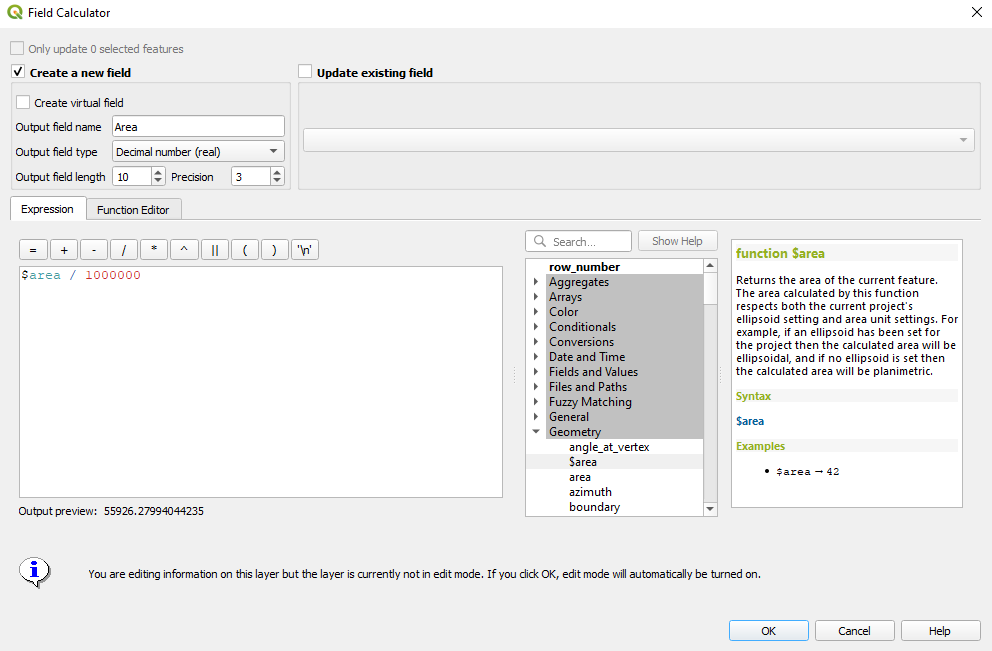 Field Calculator
Only update 0 selected features
Create a new field
Update existing field
Create virtual field
Output field name Area
Output field type Decimal number (real)
Output field length 10 Precision 3
Expression Function Editor
= + - / * ^ || ( ) '\n'
$area / 1000000
Output preview: 55926.27994044235
Search... Show Help
row_number
Aggregates
Arrays
Color
Conditionals
Conversions
Date and Time
Fields and Values
Files and Paths
Fuzzy Matching
General
Geometry
angle_at_vertex
$area
area
azimuth
boundary
function $area
Returns the area of the current feature.
The area calculated by this function
respects both the current project's
ellipsoid setting and area unit settings. For
example, if an ellipsoid has been set for
the project then the calculated area will be
ellipsoidal, and if no ellipsoid is set then
the calculated area will be planimetric.
Syntax
$area
Examples
• $area → 42
You are editing information on this layer but the layer is currently not in edit mode. If you click OK, edit mode will automatically be turned on.
OK Cancel Help